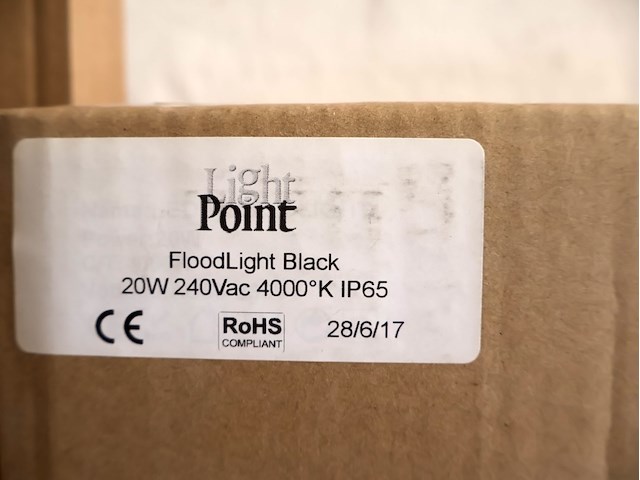 Light
Point
FloodLight Black
20W 240Vac 4000°K IP65
CE RoHS 28/6/17
COMPLIANT